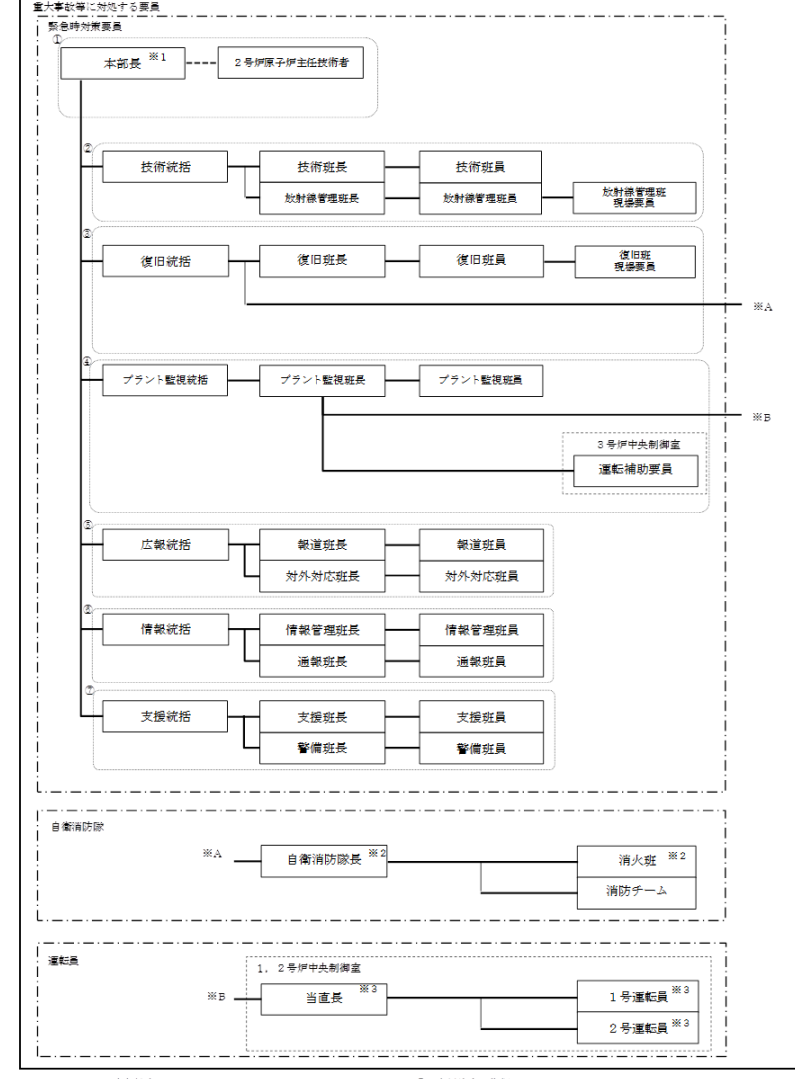 重大事故等に対処する要員
緊急時対策要員
①
本部長 ※1
2号炉原子炉主任技術者
②
技術統括
技術班長
技術班員
放射線管理班長
放射線管理班員
放射線管理班
現場要員
③
復旧統括
復旧班長
復旧班員
復旧班
現場要員
※A
④
プラント監視統括
プラント監視班長
プラント監視班員
※B
3号炉中央制御室
運転補助要員
⑤
広報統括
報道班長
報道班員
対外対応班長
対外対応班員
情報統括
情報管理班長
情報管理班員
通報班長
通報班員
⑦
支援統括
支援班長
支援班員
警備班長
警備班員
自衛消防隊
※A
自衛消防隊長 ※2
消火班 ※2
消防チーム
運転員
1,2号炉中央制御室
※B
当直長 ※3
1号運転員 ※3
2号運転員 ※3